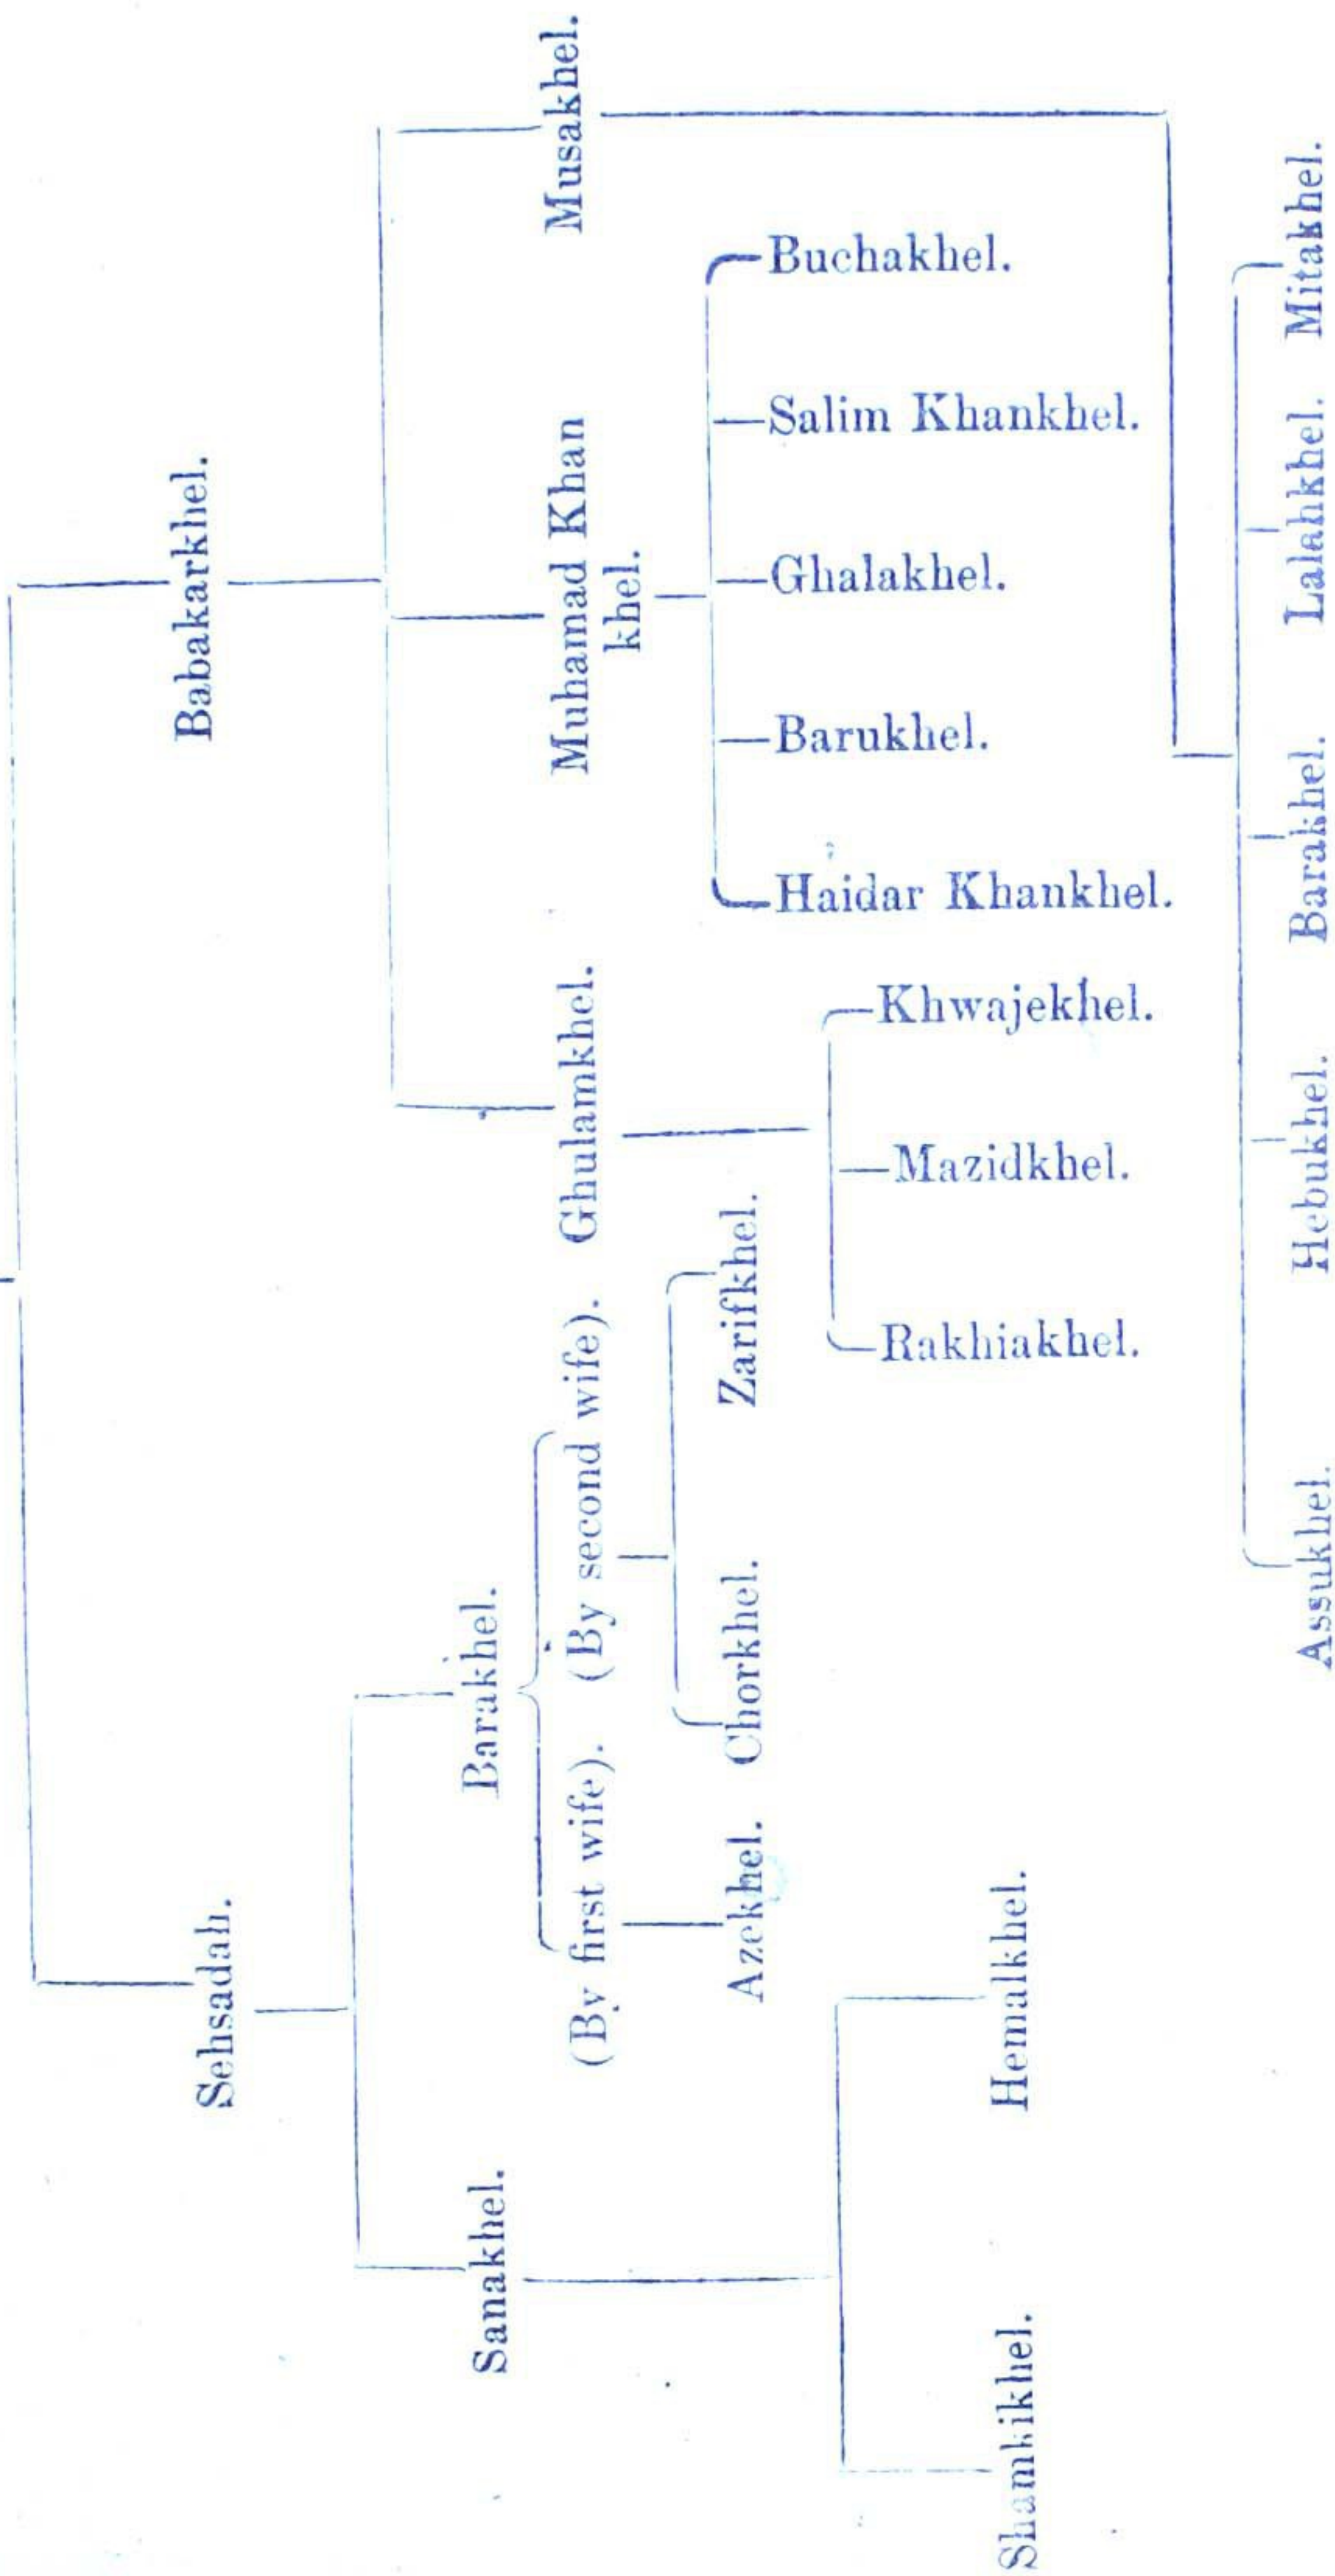 Sehsadah.
Babakarkhel.
Sanakhel.
Barakhel.
Ghulamkhel.
Muhamad Khan
khel.
Musakhel.
(By first wife).
(By second wife).
Azekhel.
Chorkhel.
Zarifkhel.
Shamkikhel.
Hemalkhel.
Rakhiakhel.
Mazidkhel.
Khwajekhel.
Haidar Khankhel.
Barukhel.
Ghalakhel.
Salim Khankhel.
Buchakhel.
Assukhel.
Hebukhel.
Barakhel.
Lalahkhel.
Mitakhel.